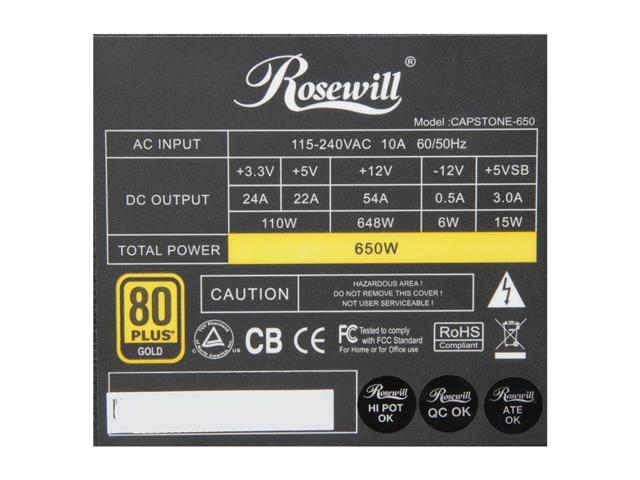 Rosewill®
Model :CAPSTONE-650
AC INPUT 115-240VAC 10A 60/50Hz
DC OUTPUT +3.3V +5V +12V -12V +5VSB
24A 22A 54A 0.5A 3.0A
110W 648W 6W 15W
TOTAL POWER 650W
80 PLUS®
GOLD
CAUTION
HAZARDOUS AREA !
DO NOT REMOVE THIS COVER !
NOT USER SERVICEABLE !
CB CE FC Tested to comply
with FCC Standard
For Home or for Office use
RoHS
Compliant
Rosewill
HI POT
OK
Rosewill
QC OK
Rosewill
ATE
OK